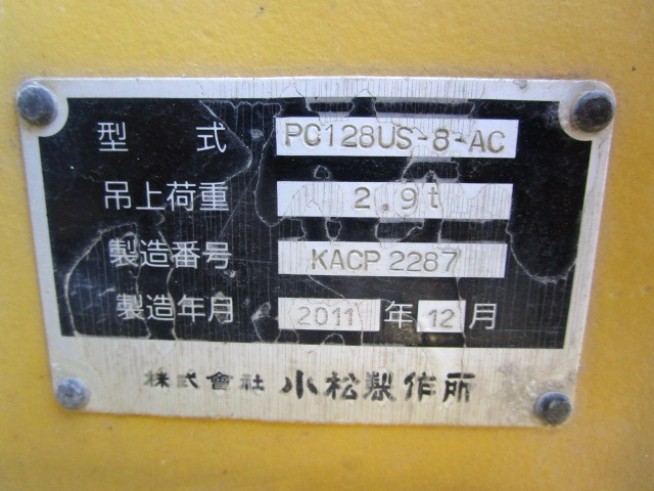 型式 PC128US-8-AC
吊上荷重 2.9t
製造番号 KACP 2287
製造年月 2011 年 12 月
株式會社 小松製作所